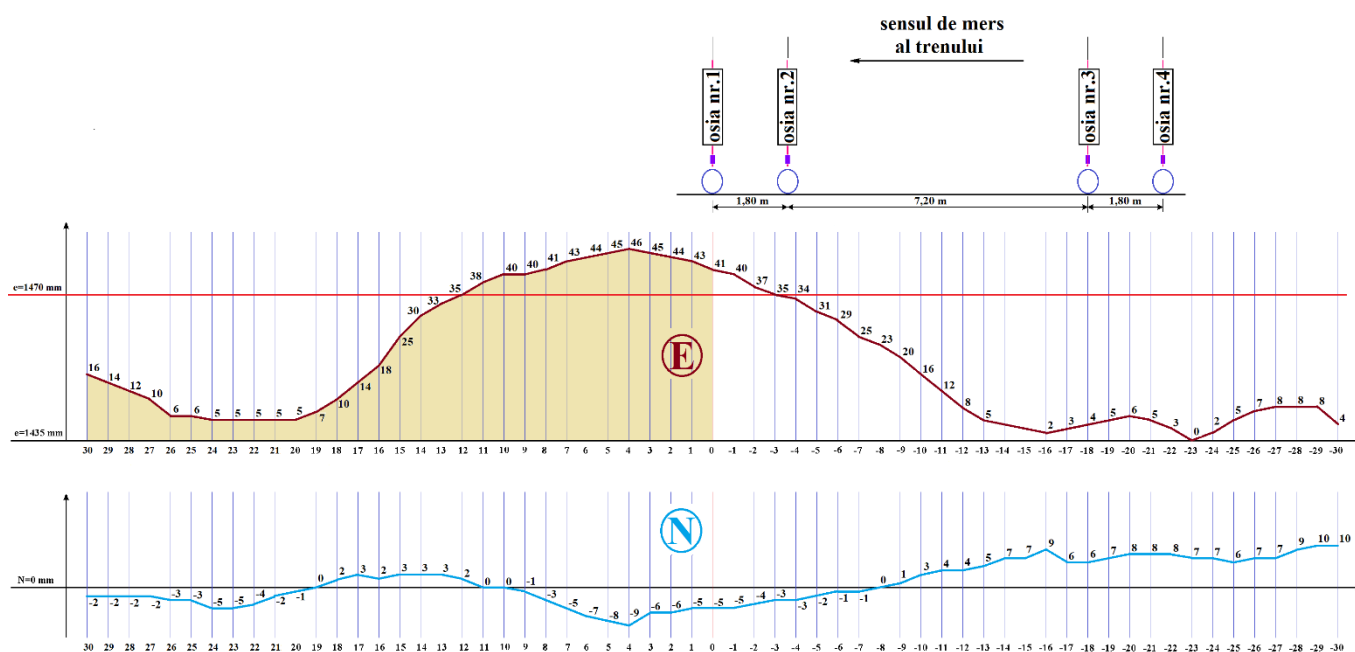 sensul de mers
al trenului
osia nr.1
osia nr.2
osia nr.3
osia nr.4
1,80 m 7,20 m 1,80 m
16 14 12 10 6 6 5 5 5 5 5 7 10 14 18 25 30 33 35 38 40 40 41 43 44 45 46 45 44 43 41 40 37 35 34 31 29 25 23 20 16 12 8 5 2 3 4 5 6 5 3 0 2 5 7 8 8 8 4
e=1470 mm
E
e=1435 mm
30 29 28 27 26 25 24 23 22 21 20 19 18 17 16 15 14 13 12 11 10 9 8 7 6 5 4 3 2 1 0 -1 -2 -3 -4 -5 -6 -7 -8 -9 -10 -11 -12 -13 -14 -15 -16 -17 -18 -19 -20 -21 -22 -23 -24 -25 -26 -27 -28 -29 -30
N
N=0 mm
-2 -2 -2 -2 -3 -3 -5 -5 -4 -2 -1 0 2 3 2 3 3 3 2 0 0 -1 -3 -5 -7 -8 -9 -6 -6 -5 -5 -5 -4 -3 -3 -2 -1 -1 0 1 3 4 4 5 7 7 9 6 6 7 8 8 8 7 7 6 7 7 9 10 10
30 29 28 27 26 25 24 23 22 21 20 19 18 17 16 15 14 13 12 11 10 9 8 7 6 5 4 3 2 1 0 -1 -2 -3 -4 -5 -6 -7 -8 -9 -10 -11 -12 -13 -14 -15 -16 -17 -18 -19 -20 -21 -22 -23 -24 -25 -26 -27 -28 -29 -30